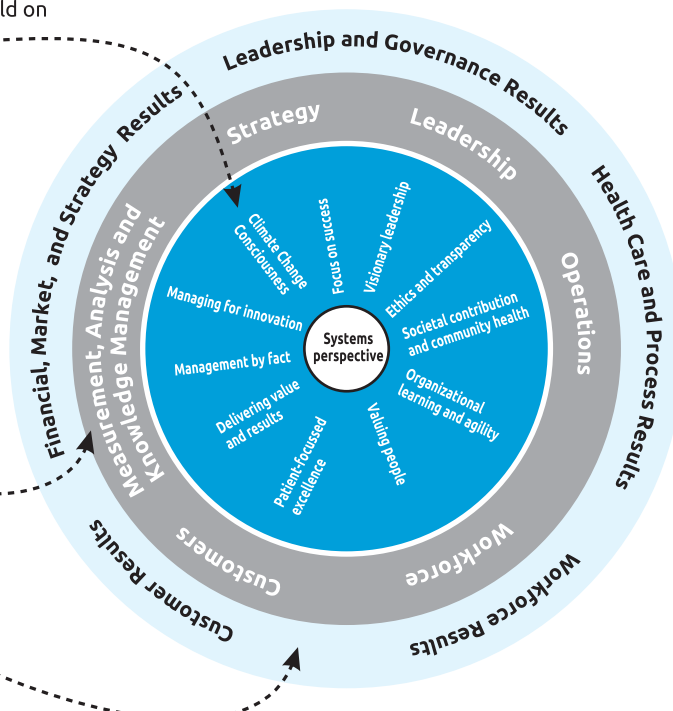 ld on
Leadership and Governance Results
Health Care and Process Results
Workforce Results
Customer Results
Financial, Market, and Strategy Results
Strategy
Leadership
Operations
Workforce
Customers
Measurement, Analysis and
Knowledge Management
Climate Change
Consciousness
Focus on success
Visionary leadership
Ethics and transparency
Societal contribution
and community health
Organizational
learning and agility
Valuing people
Patient-focussed
excellence
Delivering value
and results
Management by fact
Managing for innovation
Systems
perspective